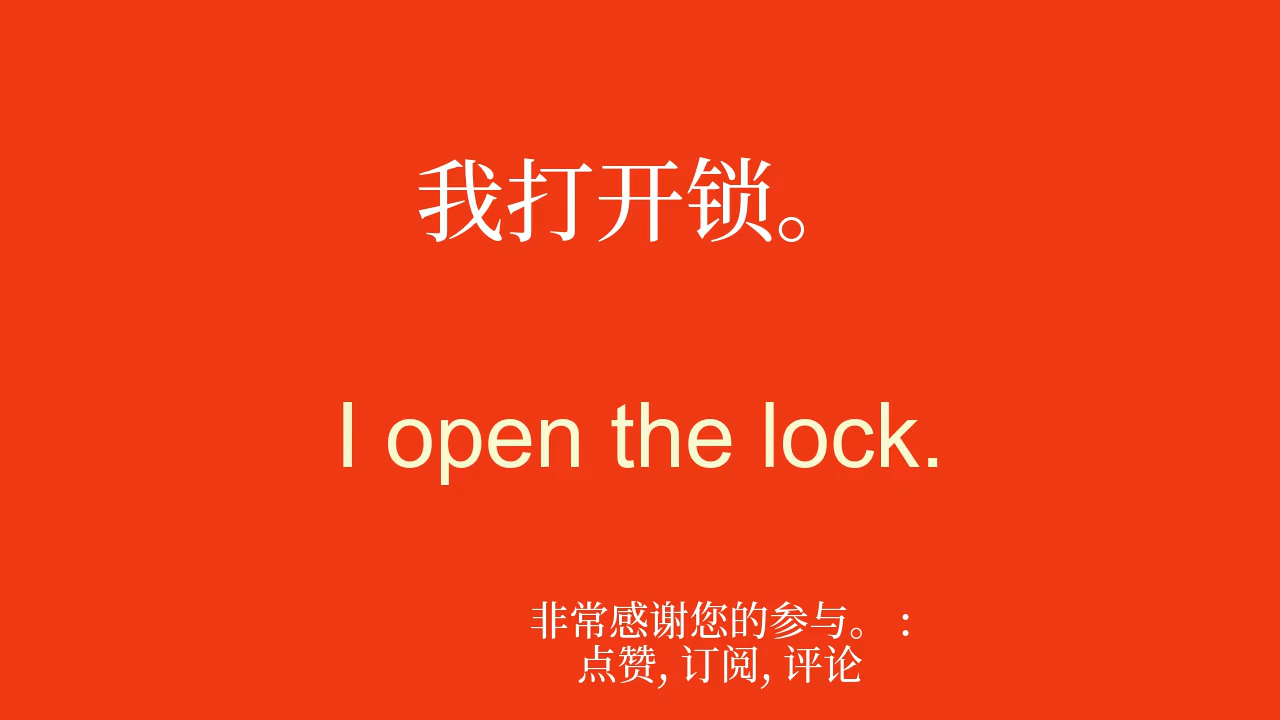 我打开锁。
I open the lock.
非常感谢您的参与。 :
点赞, 订阅, 评论